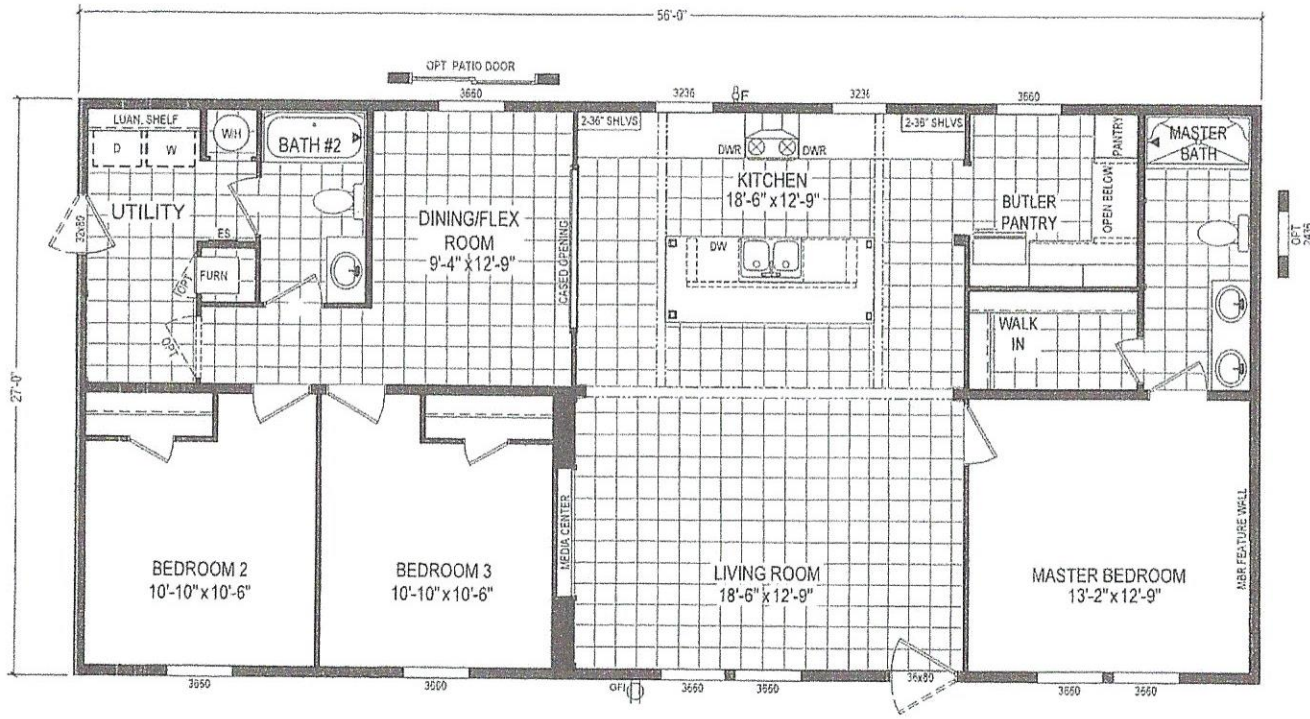 56'-0"
OPT PATIO DOOR
3660
3236
3236
3660
LUAN. SHELF
WH
BATH #2
2-36" SHLVS
2-36" SHLVS
D
W
DWR
DWR
PANTRY
MASTER
BATH
UTILITY
32x80
ES
FURN
OPT
OPT
DINING/FLEX
ROOM
9'-4" x 12'-9"
CASED OPENING
KITCHEN
18'-6" x 12'-9"
DW
BUTLER
PANTRY
OPEN BELOW
OPT
2436
WALK
IN
27'-0"
BEDROOM 2
10'-10" x 10'-6"
BEDROOM 3
10'-10" x 10'-6"
MEDIA CENTER
LIVING ROOM
18'-6" x 12'-9"
MASTER BEDROOM
13'-2" x 12'-9"
MBR FEATURE WALL
3660
3660
GFI
3660
3660
36x80
3660
3660